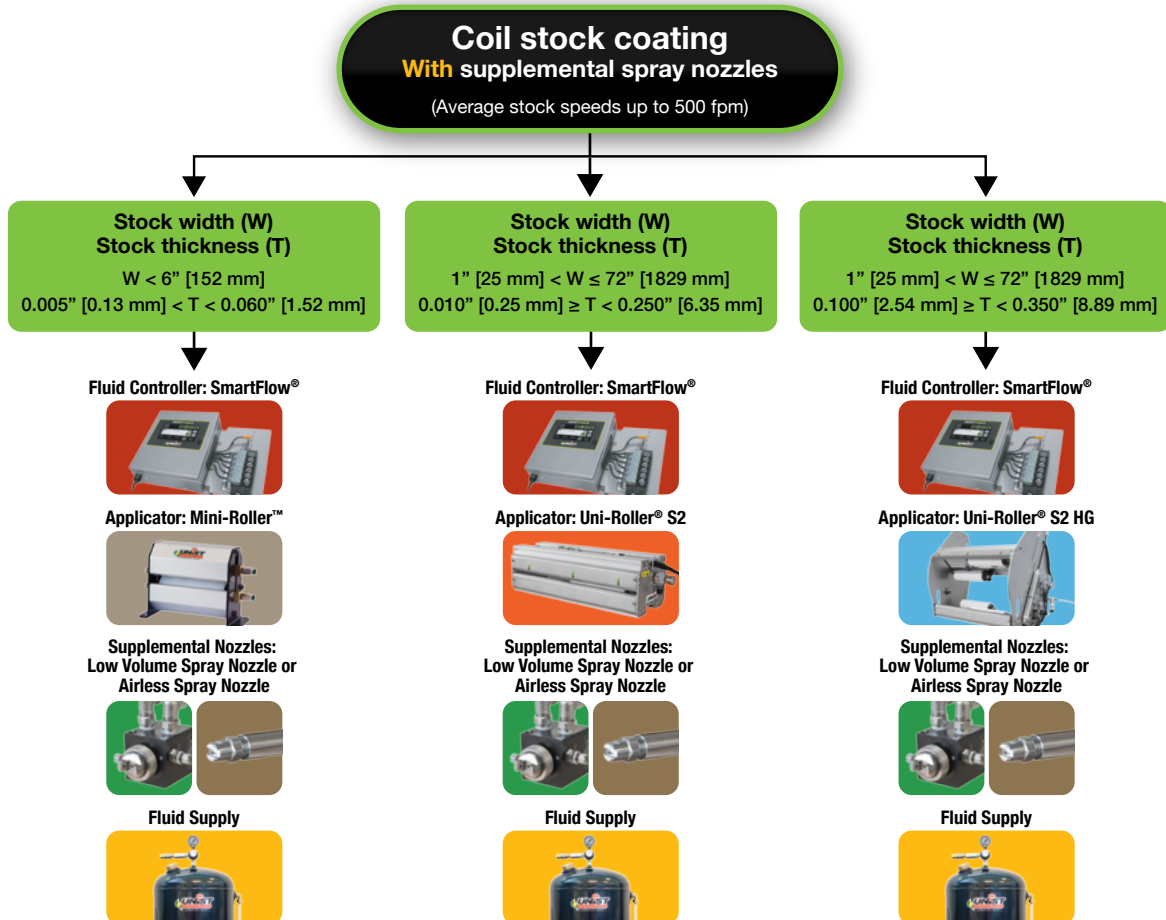 Coil stock coating
With supplemental spray nozzles
(Average stock speeds up to 500 fpm)
Stock width (W)
Stock thickness (T)
W < 6” [152 mm]
0.005” [0.13 mm] < T < 0.060” [1.52 mm]
Stock width (W)
Stock thickness (T)
1” [25 mm] < W ≤ 72” [1829 mm]
0.010” [0.25 mm] ≥ T < 0.250” [6.35 mm]
Stock width (W)
Stock thickness (T)
1” [25 mm] < W ≤ 72” [1829 mm]
0.100” [2.54 mm] ≥ T < 0.350” [8.89 mm]
Fluid Controller: SmartFlow®
Applicator: Mini-Roller™
UNIST
Supplemental Nozzles:
Low Volume Spray Nozzle or
Airless Spray Nozzle
Fluid Supply
UNIST
Fluid Controller: SmartFlow®
Applicator: Uni-Roller® S2
Supplemental Nozzles:
Low Volume Spray Nozzle or
Airless Spray Nozzle
Fluid Supply
UNIST
Fluid Controller: SmartFlow®
Applicator: Uni-Roller® S2 HG
Supplemental Nozzles:
Low Volume Spray Nozzle or
Airless Spray Nozzle
Fluid Supply
UNIST